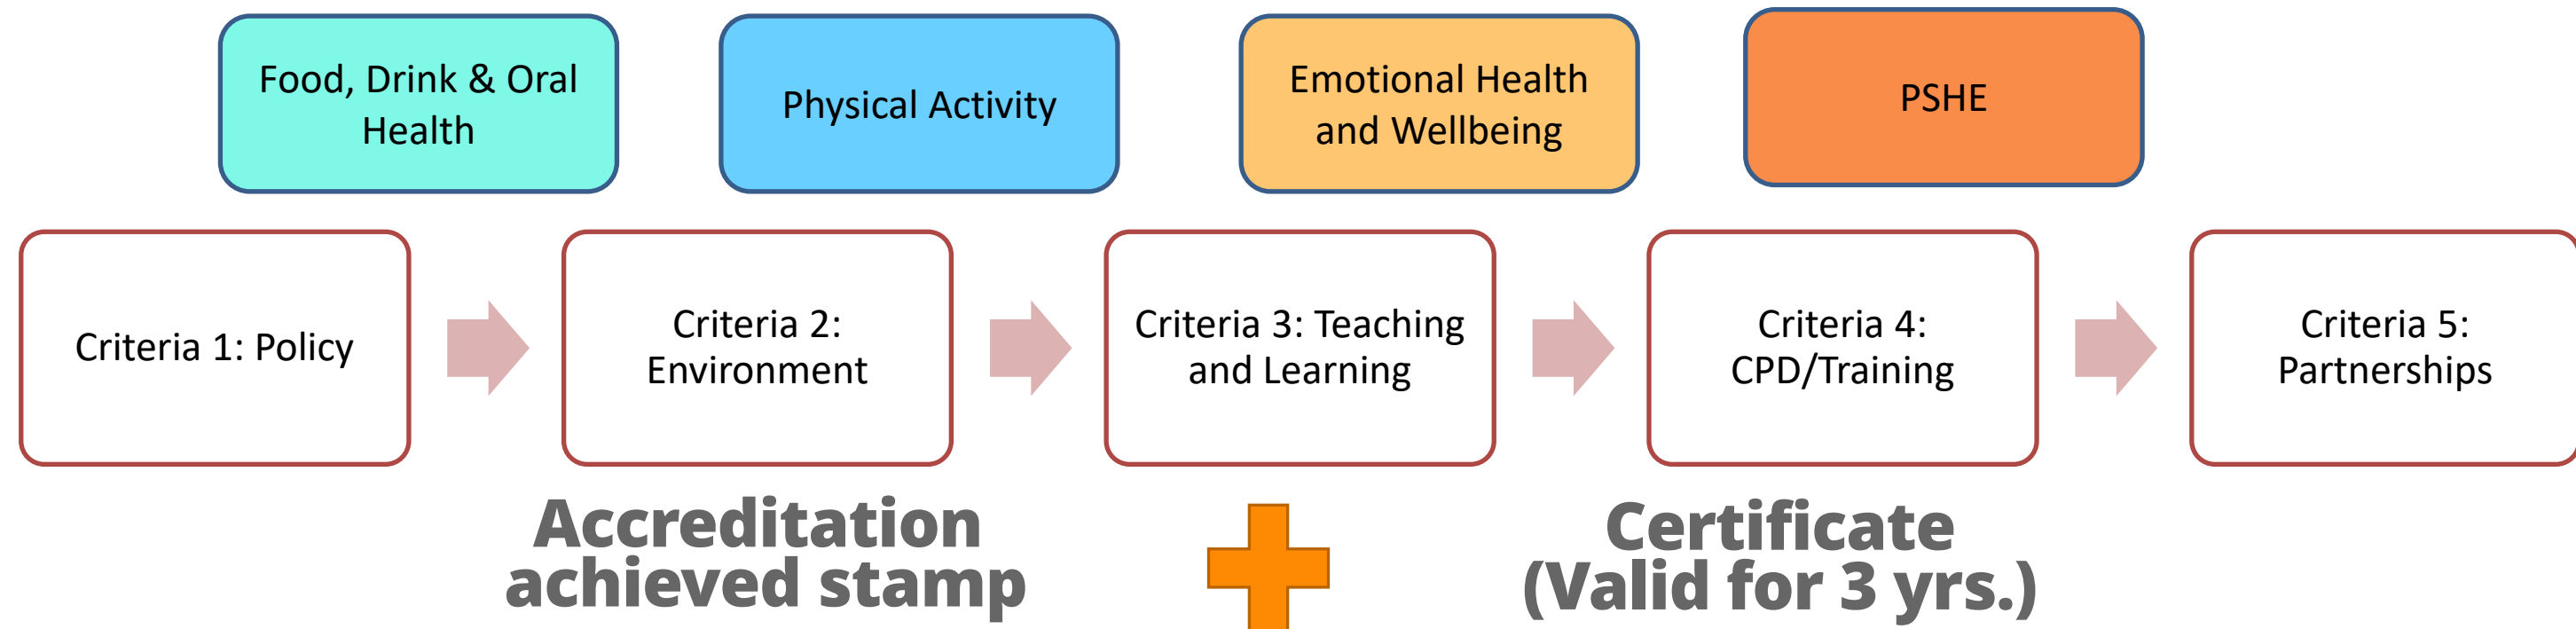 Food, Drink & Oral
Health
Physical Activity
Emotional Health
and Wellbeing
PSHE
Criteria 1: Policy
Criteria 2:
Environment
Criteria 3: Teaching
and Learning
Criteria 4:
CPD/Training
Criteria 5:
Partnerships
Accreditation
achieved stamp
Certificate
(Valid for 3 yrs.)